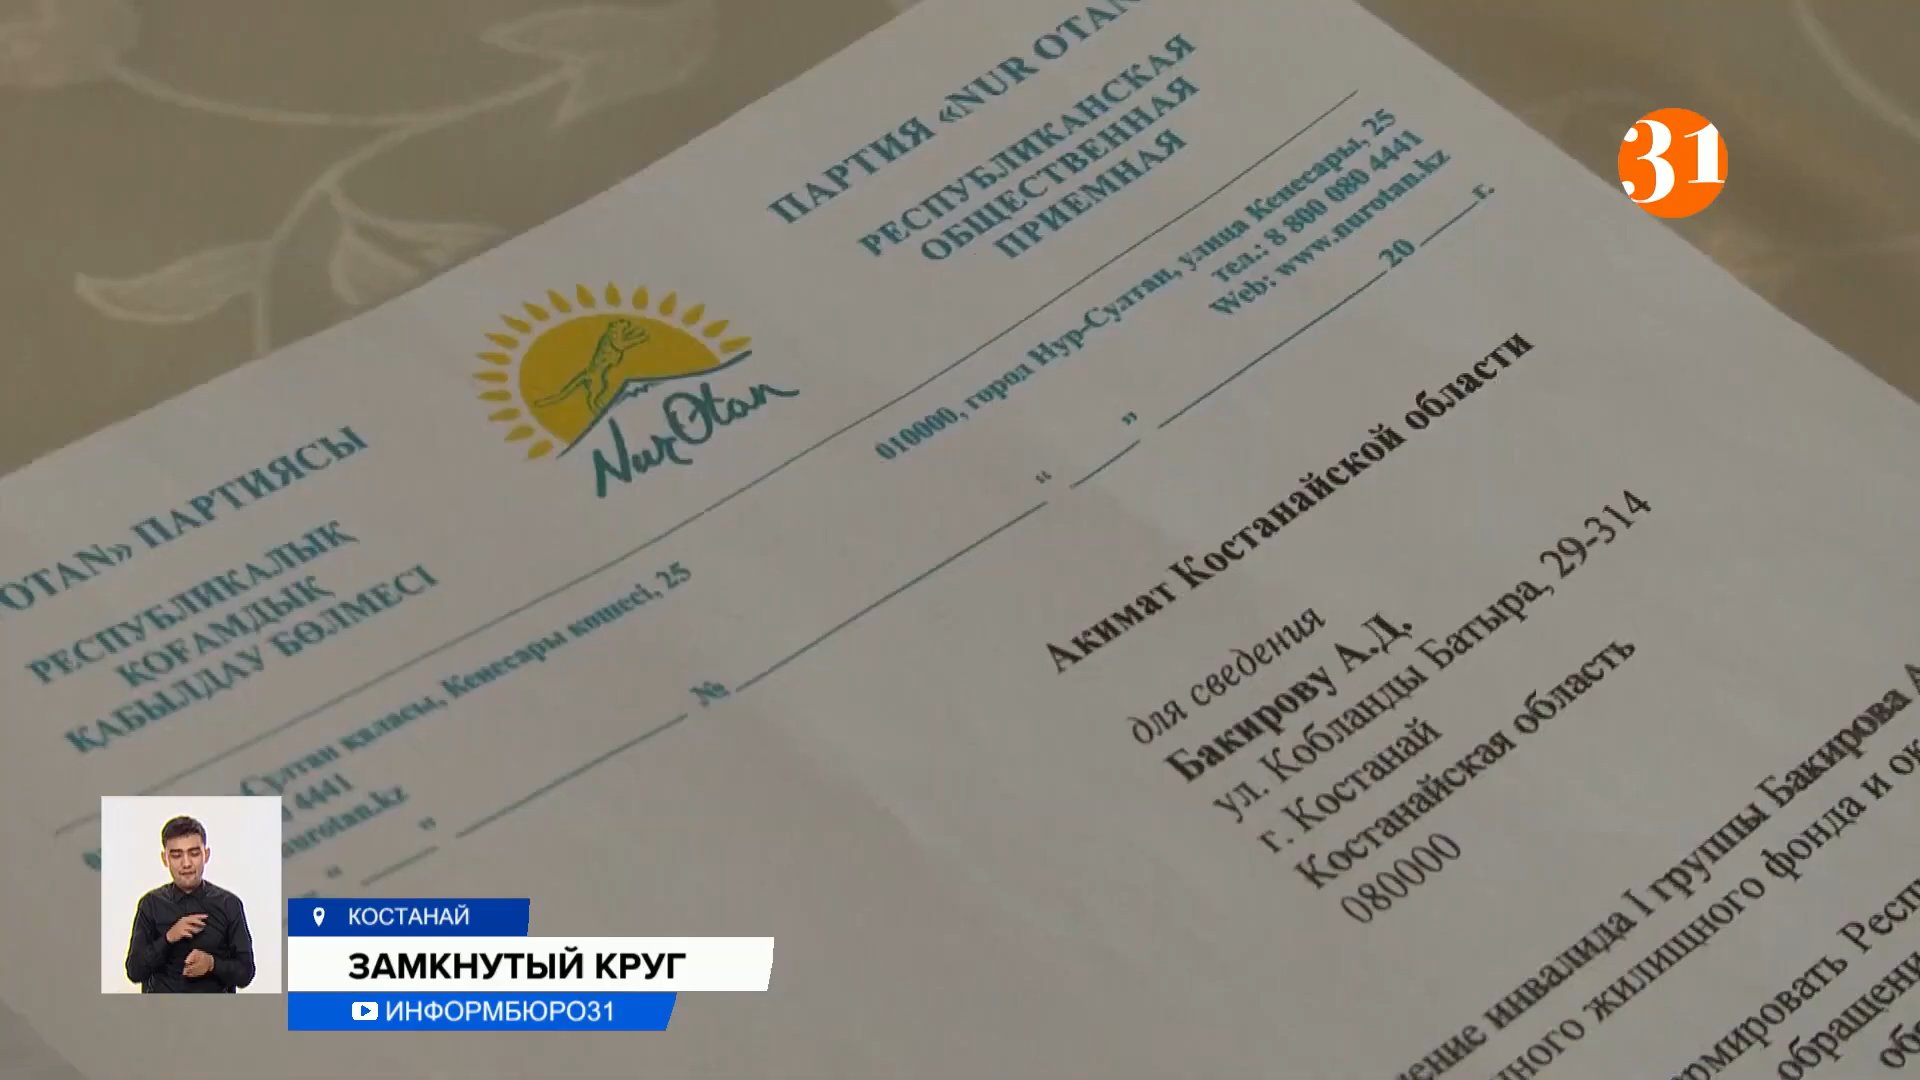 ПАРТИЯ «NUR OTAN
РЕСПУБЛИКАНСКАЯ
ОБЩЕСТВЕННАЯ
ПРИЕМНАЯ
010000, город Нур-Султан, улица Кенесары, 25
тел.: 8 800 080 4441
Web: www.nurotan.kz
“ ” 20 г.
31
Nur Otan
OTAN» ПАРТИЯСЫ
РЕСПУБЛИКАЛЫҚ
ҚОҒАМДЫҚ
ҚАБЫЛДАУ БӨЛМЕСІ
Султан қаласы, Кенесары көшесі, 25
4441
nurotan.kz
“ ” №
Акимат Костанайской области
для сведения
Бакирову А.Д.
ул. Кобланды Батыра, 29-314
г. Костанай
Костанайская область
080000
инвалида I группы Бакирова А
жилищного фонда и
КОСТАНАЙ
ЗАМКНУТЫЙ КРУГ
ИНФОРМБЮРО31